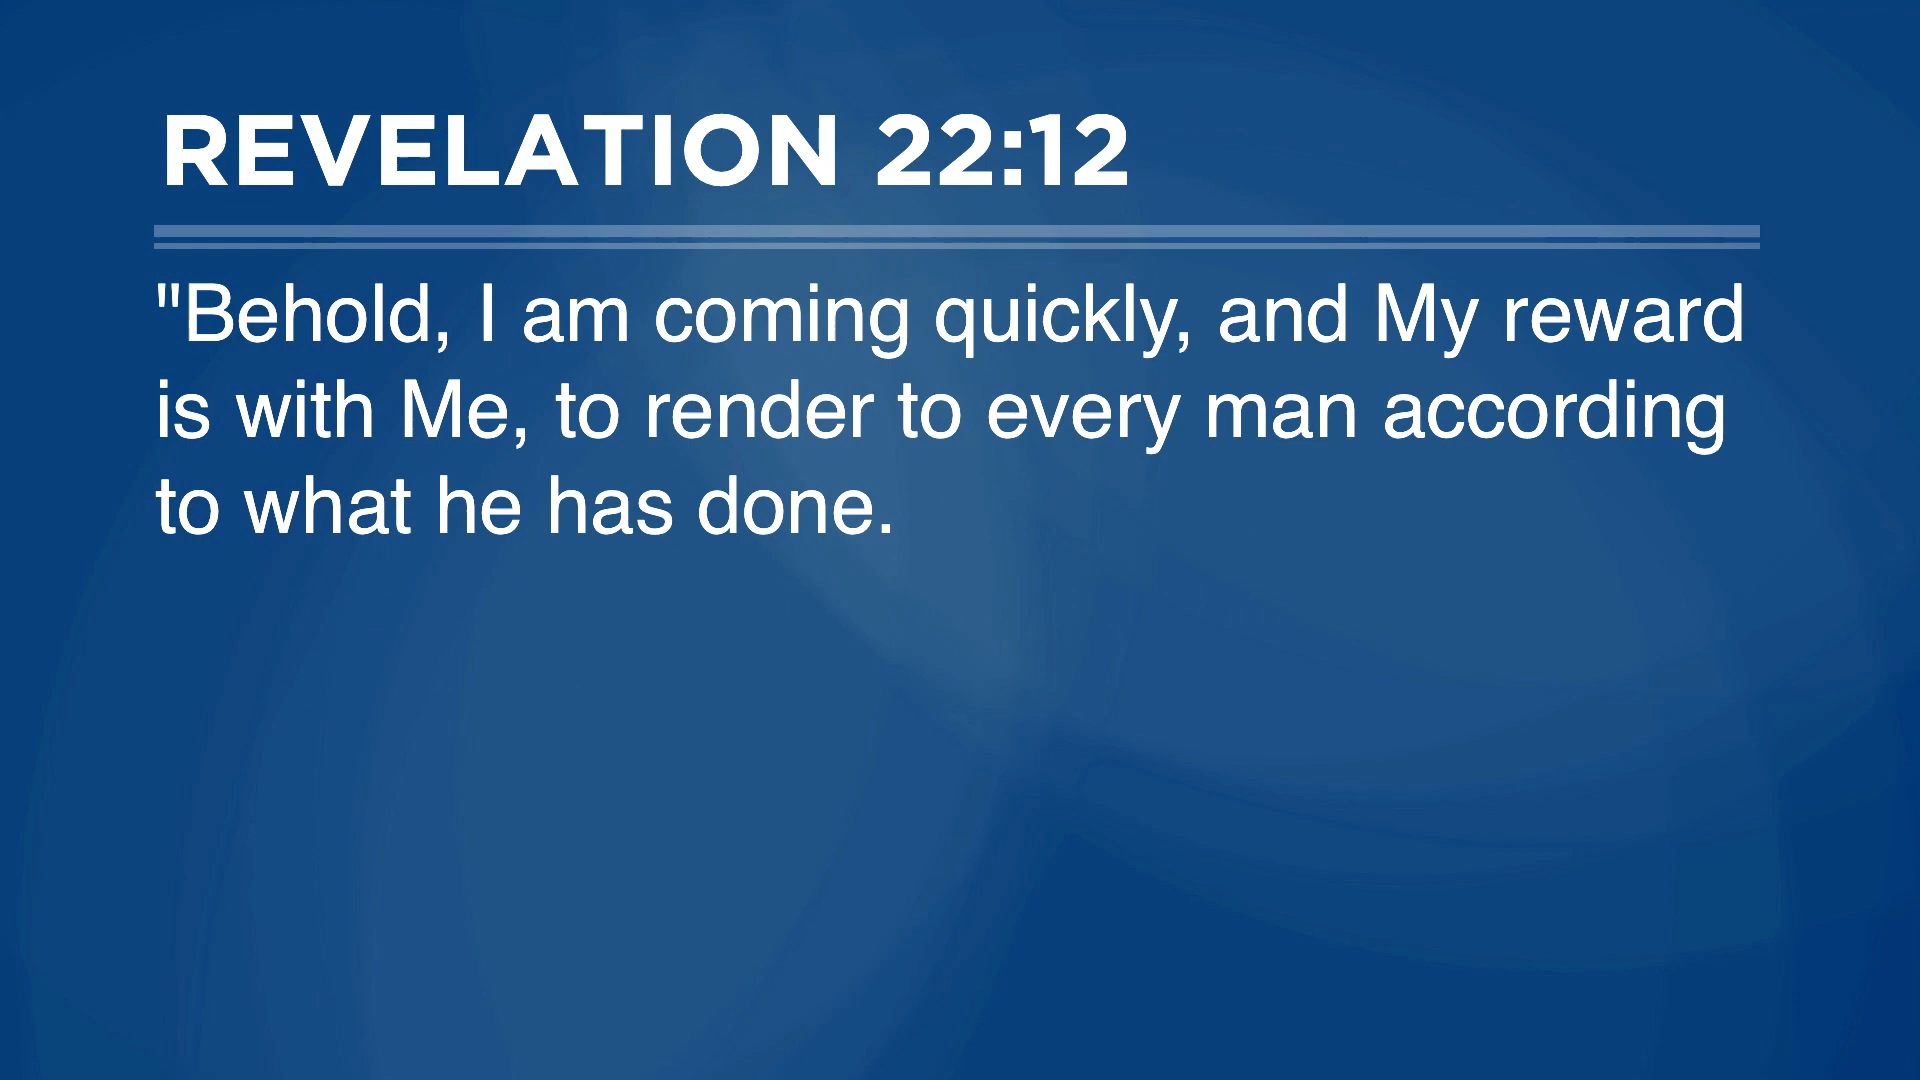 REVELATION 22:12
"Behold, I am coming quickly, and My reward
is with Me, to render to every man according
to what he has done.